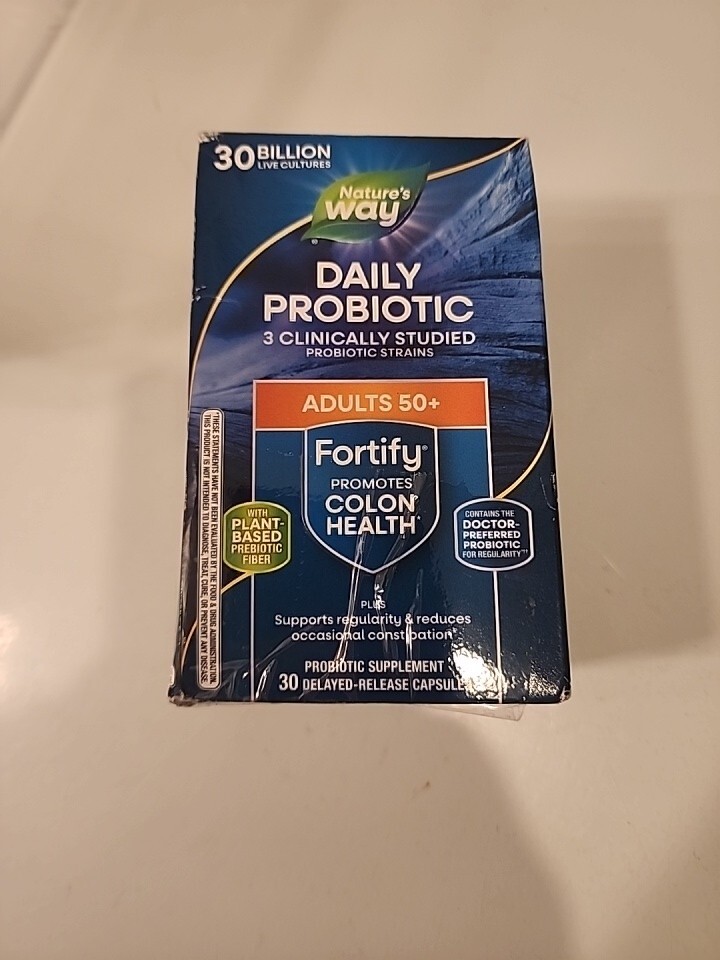 30 BILLION
LIVE CULTURES
Nature's
way®
DAILY
PROBIOTIC
3 CLINICALLY STUDIED
PROBIOTIC STRAINS
ADULTS 50+
Fortify®
PROMOTES
COLON
HEALTH*
WITH
PLANT-
BASED
PREBIOTIC
FIBER
CONTAINS THE
DOCTOR-
PREFERRED
PROBIOTIC
FOR REGULARITY*††
PLUS
Supports regularity & reduces
occasional constipation*
PROBIOTIC SUPPLEMENT
30 DELAYED-RELEASE CAPSULES
*THESE STATEMENTS HAVE NOT BEEN EVALUATED BY THE FOOD & DRUG ADMINISTRATION.
THIS PRODUCT IS NOT INTENDED TO DIAGNOSE, TREAT, CURE, OR PREVENT ANY DISEASE.